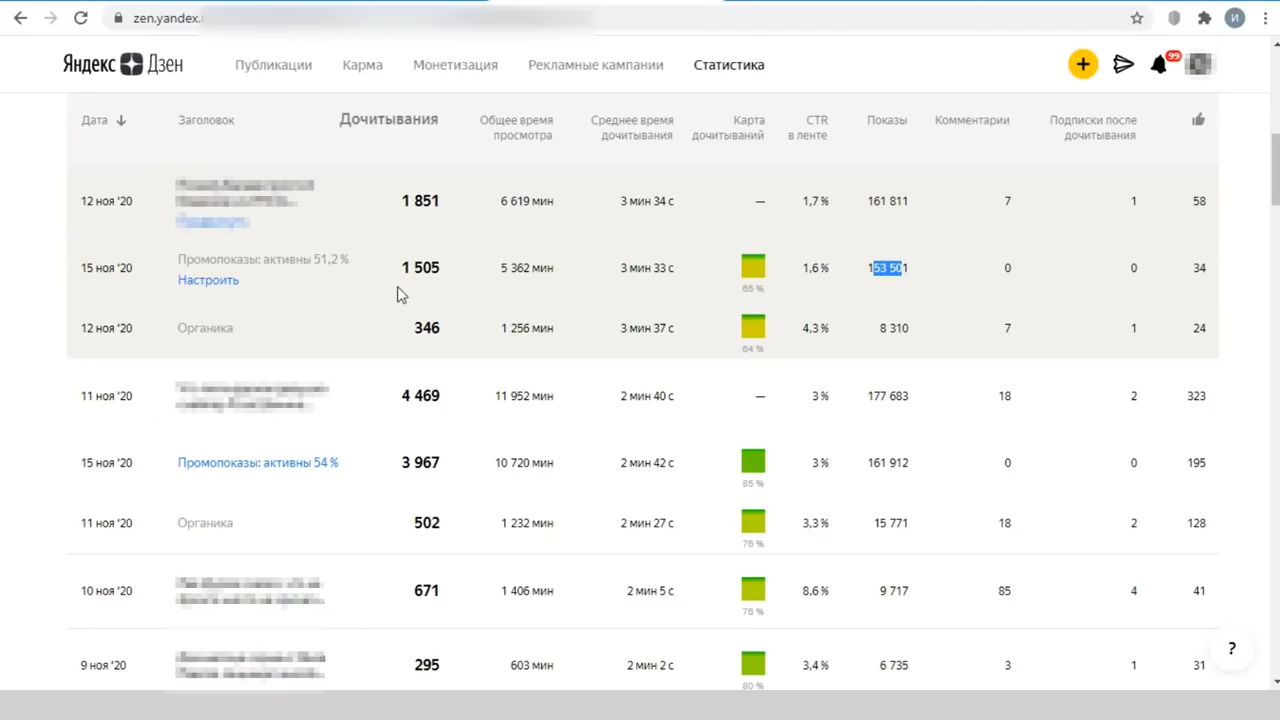 zen.yandex.
И
Яндекс Дзен
Публикации
Карма
Монетизация
Рекламные кампании
Статистика
99
Дата
Заголовок
Дочитывания
Общее время
просмотра
Среднее время
дочитывания
Карта
дочитываний
CTR
в ленте
Показы
Комментарии
Подписки после
дочитывания
12 ноя ‘20
1 851
6 619 мин
3 мин 34 с
—
1,7 %
161 811
7
1
58
15 ноя ‘20
Промопоказы: активны 51,2 %
Настроить
1 505
5 362 мин
3 мин 33 с
65 %
1,6 %
153 501
0
0
34
12 ноя ‘20
Органика
346
1 256 мин
3 мин 37 с
64 %
4,3 %
8 310
7
1
24
11 ноя ‘20
4 469
11 952 мин
2 мин 40 с
—
3 %
177 683
18
2
323
15 ноя ‘20
Промопоказы: активны 54 %
3 967
10 720 мин
2 мин 42 с
85 %
3 %
161 912
0
0
195
11 ноя ‘20
Органика
502
1 232 мин
2 мин 27 с
76 %
3,3 %
15 771
18
2
128
10 ноя ‘20
671
1 406 мин
2 мин 5 с
76 %
8,6 %
9 717
85
4
41
9 ноя ‘20
295
603 мин
2 мин 2 с
80 %
3,4 %
6 735
3
1
31
?